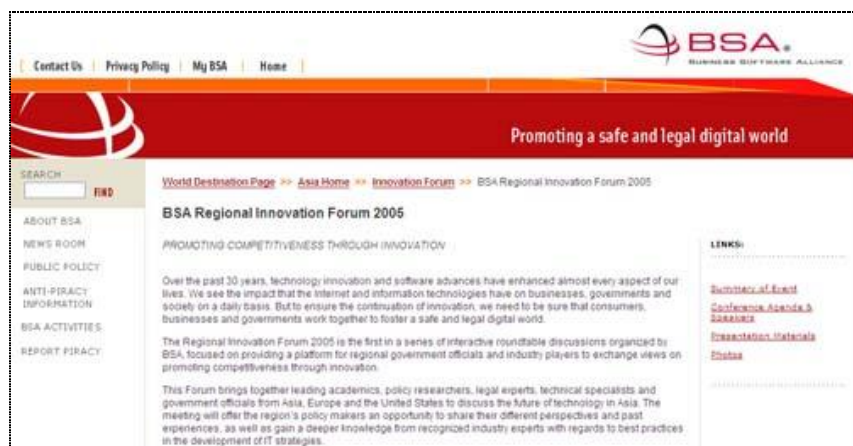 BSA®
BUSINESS SOFTWARE ALLIANCE
Contact Us | Privacy Policy | My BSA | Home
Promoting a safe and legal digital world
SEARCH
FIND
ABOUT BSA
NEWS ROOM
PUBLIC POLICY
ANTI-PIRACY
INFORMATION
BSA ACTIVITIES
REPORT PIRACY
World Destination Page >> Asia Home >> Innovation Forum >> BSA Regional Innovation Forum 2005
BSA Regional Innovation Forum 2005
PROMOTING COMPETITIVENESS THROUGH INNOVATION
Over the past 30 years, technology innovation and software advances have enhanced almost every aspect of our
lives. We see the impact that the Internet and information technologies have on businesses, governments and
society on a daily basis. But to ensure the continuation of innovation, we need to be sure that consumers,
businesses and governments work together to foster a safe and legal digital world.
The Regional Innovation Forum 2005 is the first in a series of interactive roundtable discussions organized by
BSA, focused on providing a platform for regional government officials and industry players to exchange views on
promoting competitiveness through innovation.
This Forum brings together leading academics, policy researchers, legal experts, technical specialists and
government officials from Asia, Europe and the United States to discuss the future of technology in Asia. The
meeting will offer the region's policy makers an opportunity to share their different perspectives and past
experiences, as well as gain a deeper knowledge from recognized industry experts with regards to best practices
in the development of IT strategies.
LINKS:
Summary of Event
Conference Agenda &
Speakers
Presentation Materials
Photos